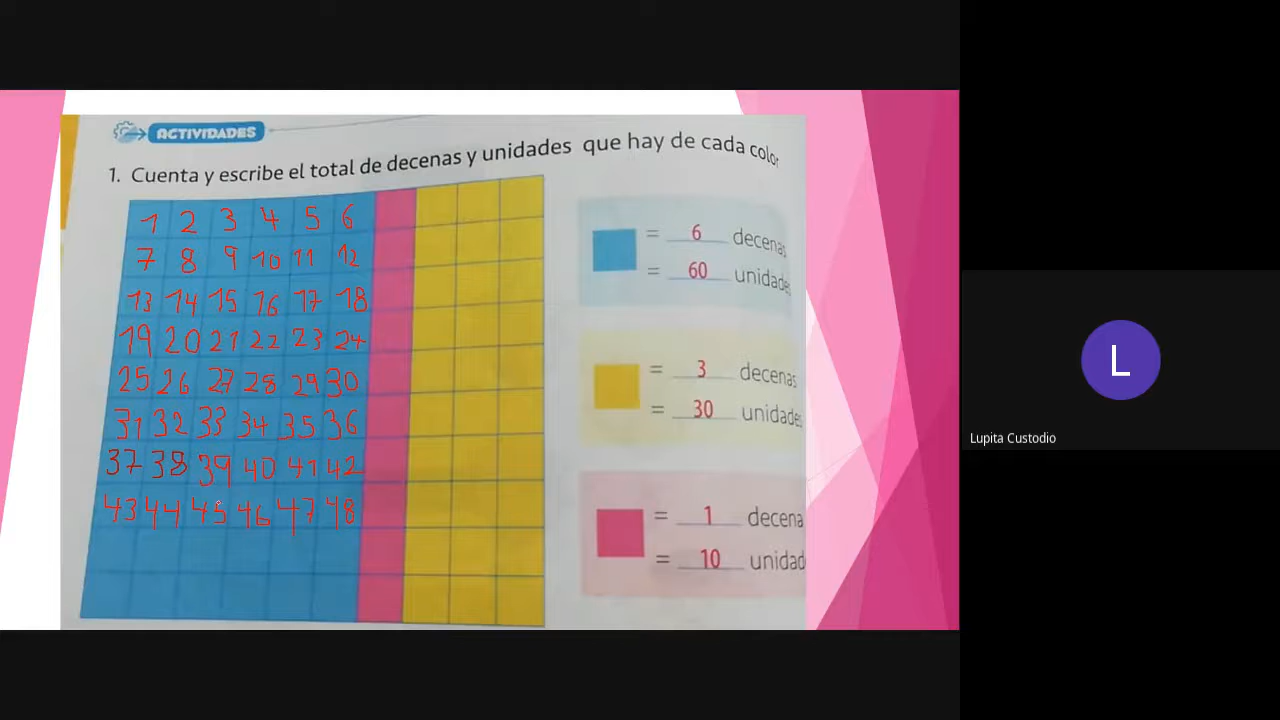 ACTIVIDADES
1. Cuenta y escribe el total de decenas y unidades que hay de cada color
1 2 3 4 5 6
7 8 9 10 11 12
13 14 15 16 17 18
19 20 21 22 23 24
25 26 27 28 29 30
31 32 33 34 35 36
37 38 39 40 41 42
43 44 45 46 47 48
= 6 decenas
= 60 unidades
= 3 decenas
= 30 unidades
= 1 decena
= 10 unidad
L
Lupita Custodio